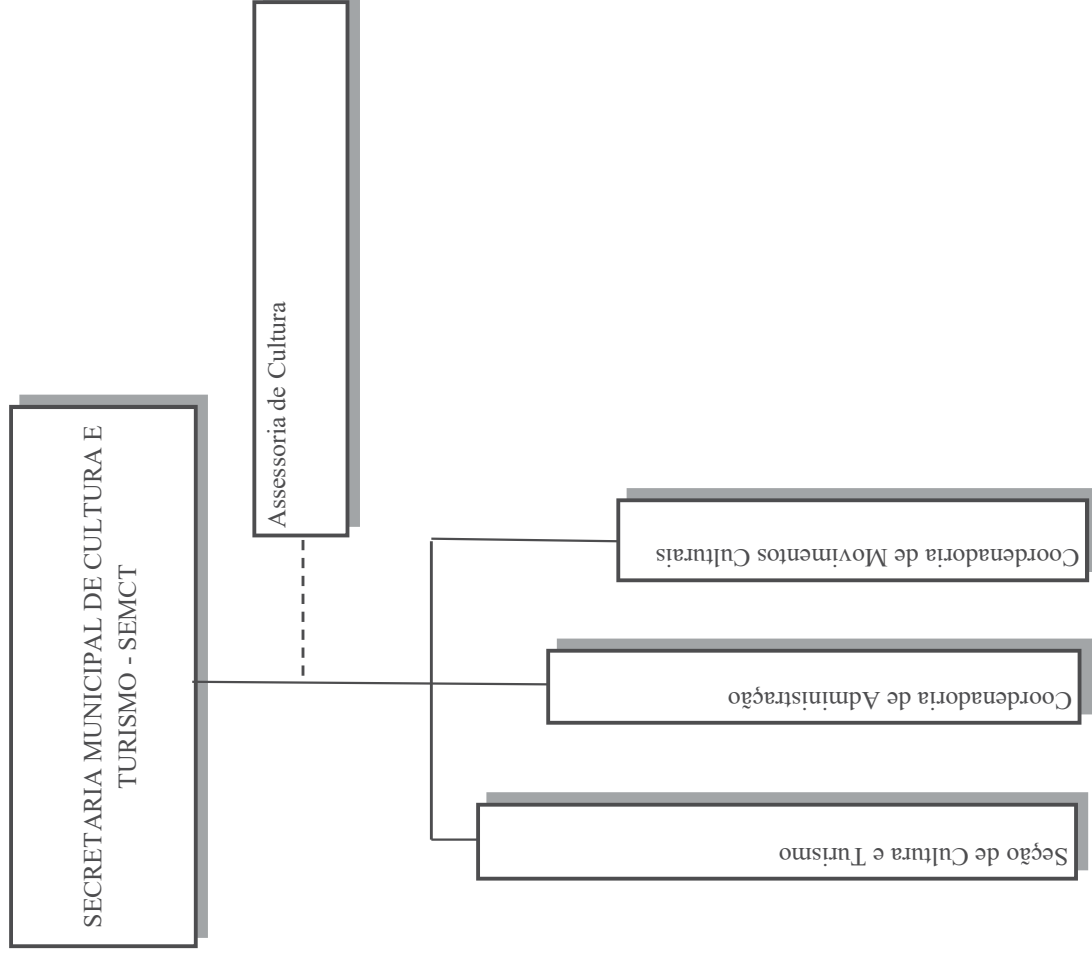 SECRETARIA MUNICIPAL DE CULTURA E
TURISMO - SEMCT
Assessoria de Cultura
Seção de Cultura e Turismo
Coordenadoria de Administração
Coordenadoria de Movimentos Culturais